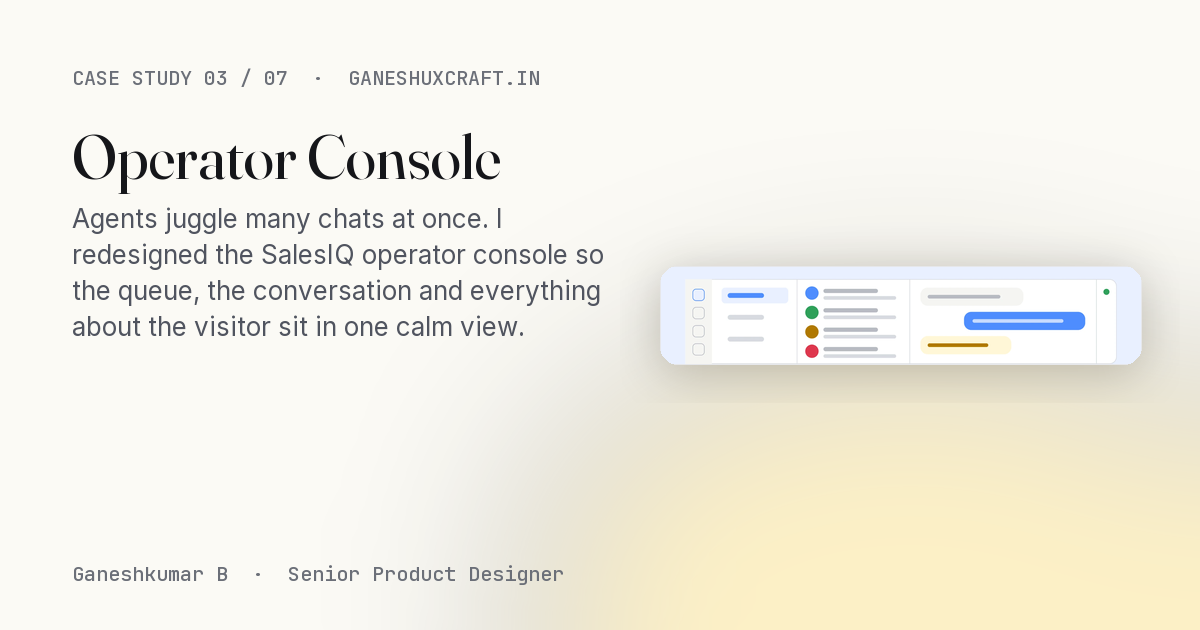 CASE STUDY 03 / 07 · GANESHUXCRAFT.IN
Operator Console
Agents juggle many chats at once. I
redesigned the SalesIQ operator console so
the queue, the conversation and everything
about the visitor sit in one calm view.
Ganeshkumar B · Senior Product Designer